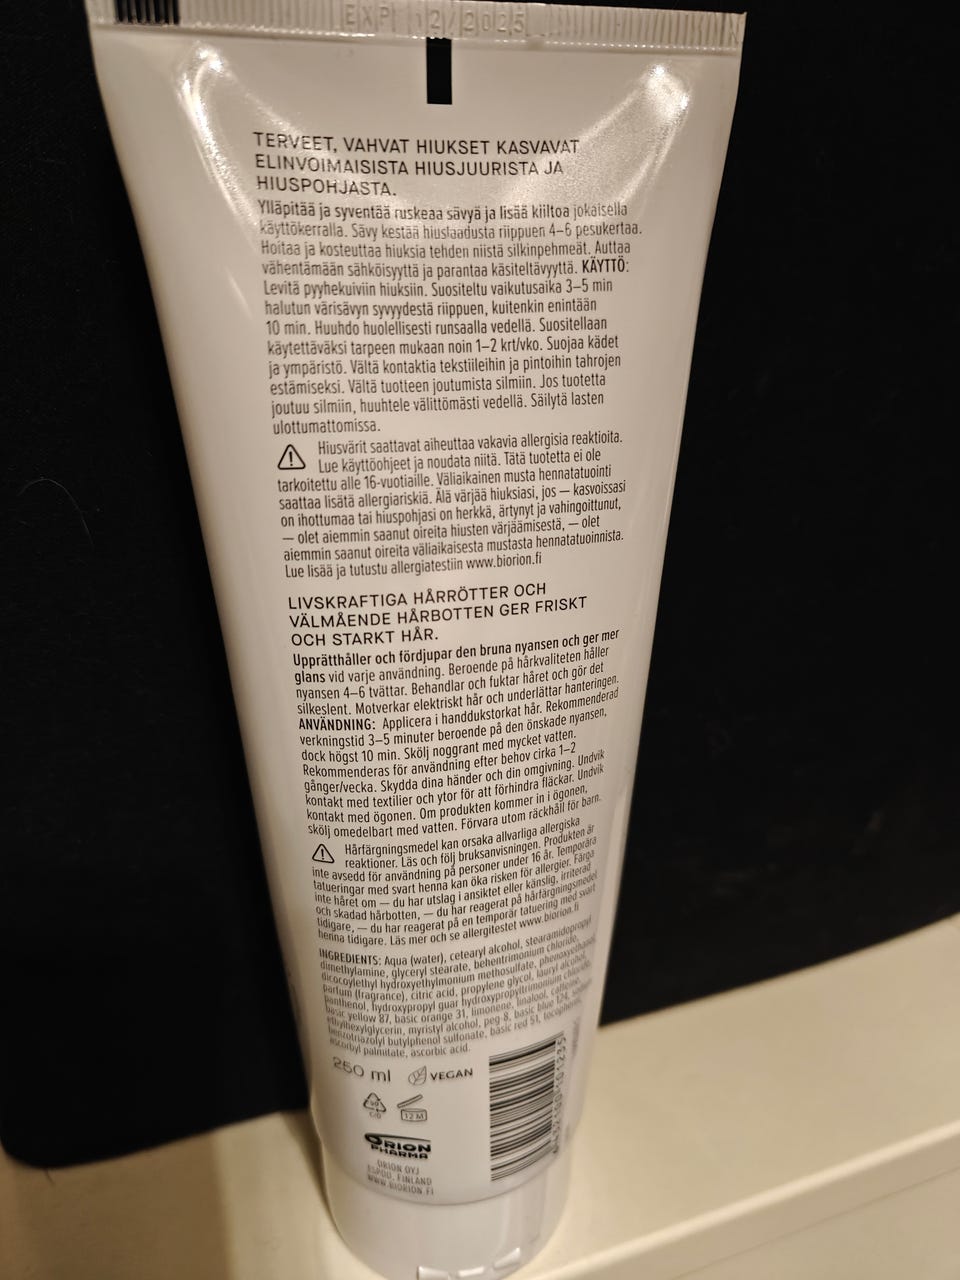 EXP 12/2025
TERVEET, VAHVAT HIUKSET KASVAVAT
ELINVOIMAISISTA HIUSJUURISTA JA
HIUSPOHJASTA.
Ylläpitää ja syventää ruskeaa sävyä ja lisää kiiltoa jokaisella
käyttökerralla. Sävy kestää hiuslaadusta riippuen 4–6 pesukertaa.
Hoitaa ja kosteuttaa hiuksia tehden niistä silkinpehmeät. Auttaa
vähentämään sähköisyyttä ja parantaa käsiteltävyyttä. KÄYTTÖ:
Levitä pyyhekuiviin hiuksiin. Suositeltu vaikutusaika 3–5 min
halutun värisävyn syvyydestä riippuen, kuitenkin enintään
10 min. Huuhdo huolellisesti runsaalla vedellä. Suositellaan
käytettäväksi tarpeen mukaan noin 1–2 krt/vko. Suojaa kädet
ja ympäristö. Vältä kontaktia tekstiileihin ja pintoihin tahrojen
estämiseksi. Vältä tuotteen joutumista silmiin. Jos tuotetta
joutuu silmiin, huuhtele välittömästi vedellä. Säilytä lasten
ulottumattomissa.
Hiusvärit saattavat aiheuttaa vakavia allergisia reaktioita.
Lue käyttöohjeet ja noudata niitä. Tätä tuotetta ei ole
tarkoitettu alle 16-vuotiaille. Väliaikainen musta hennatatuointi
saattaa lisätä allergiariskiä. Älä värjää hiuksiasi, jos — kasvoissasi
on ihottumaa tai hiuspohjasi on herkkä, ärtynyt ja vahingoittunut,
— olet aiemmin saanut oireita hiusten värjäämisestä, — olet
aiemmin saanut oireita väliaikaisesta mustasta hennatatuoinnista.
Lue lisää ja tutustu allergiatestiin www.biorion.fi
LIVSKRAFTIGA HÅRRÖTTER OCH
VÄLMÅENDE HÅRBOTTEN GER FRISKT
OCH STARKT HÅR.
Upprätthåller och fördjupar den bruna nyansen och ger mer
glans vid varje användning. Beroende på hårkvaliteten håller
nyansen 4–6 tvättar. Behandlar och fuktar håret och gör det
silkeslent. Motverkar elektriskt hår och underlättar hanteringen.
ANVÄNDNING: Applicera i handdukstorkat hår. Rekommenderad
verkningstid 3–5 minuter beroende på den önskade nyansen,
dock högst 10 min. Skölj noggrant med mycket vatten.
Rekommenderas för användning efter behov cirka 1–2
gånger/vecka. Skydda dina händer och din omgivning. Undvik
kontakt med textilier och ytor för att förhindra fläckar. Undvik
kontakt med ögonen. Om produkten kommer in i ögonen,
skölj omedelbart med vatten. Förvara utom räckhåll för barn.
Hårfärgningsmedel kan orsaka allvarliga allergiska
reaktioner. Läs och följ bruksanvisningen. Produkten är
inte avsedd för användning på personer under 16 år. Temporära
tatueringar med svart henna kan öka risken för allergier. Färga
inte håret om — du har utslag i ansiktet eller känslig, irriterad
och skadad hårbotten, — du har reagerat på hårfärgningsmedel
tidigare, — du har reagerat på en temporär tatuering med svart
henna tidigare. Läs mer och se allergitestet www.biorion.fi
INGREDIENTS: Aqua (water), cetearyl alcohol, stearamidopropyl
dimethylamine, glyceryl stearate, behentrimonium chloride,
dicocoylethyl hydroxyethylmonium methosulfate, phenoxyethanol,
parfum (fragrance), citric acid, propylene glycol, lauryl alcohol,
panthenol, hydroxypropyl guar hydroxypropyltrimonium chloride,
basic yellow 87, basic orange 31, limonene, linalool, caffeine,
ethylhexylglycerin, myristyl alcohol, peg-8, basic blue 124, sodium
benzotriazolyl butylphenol sulfonate, basic red 51, tocopherol,
ascorbyl palmitate, ascorbic acid.
250 ml VEGAN
12 M
ORION
PHARMA
ORION OYJ
ESPOO, FINLAND
WWW.BIORION.FI